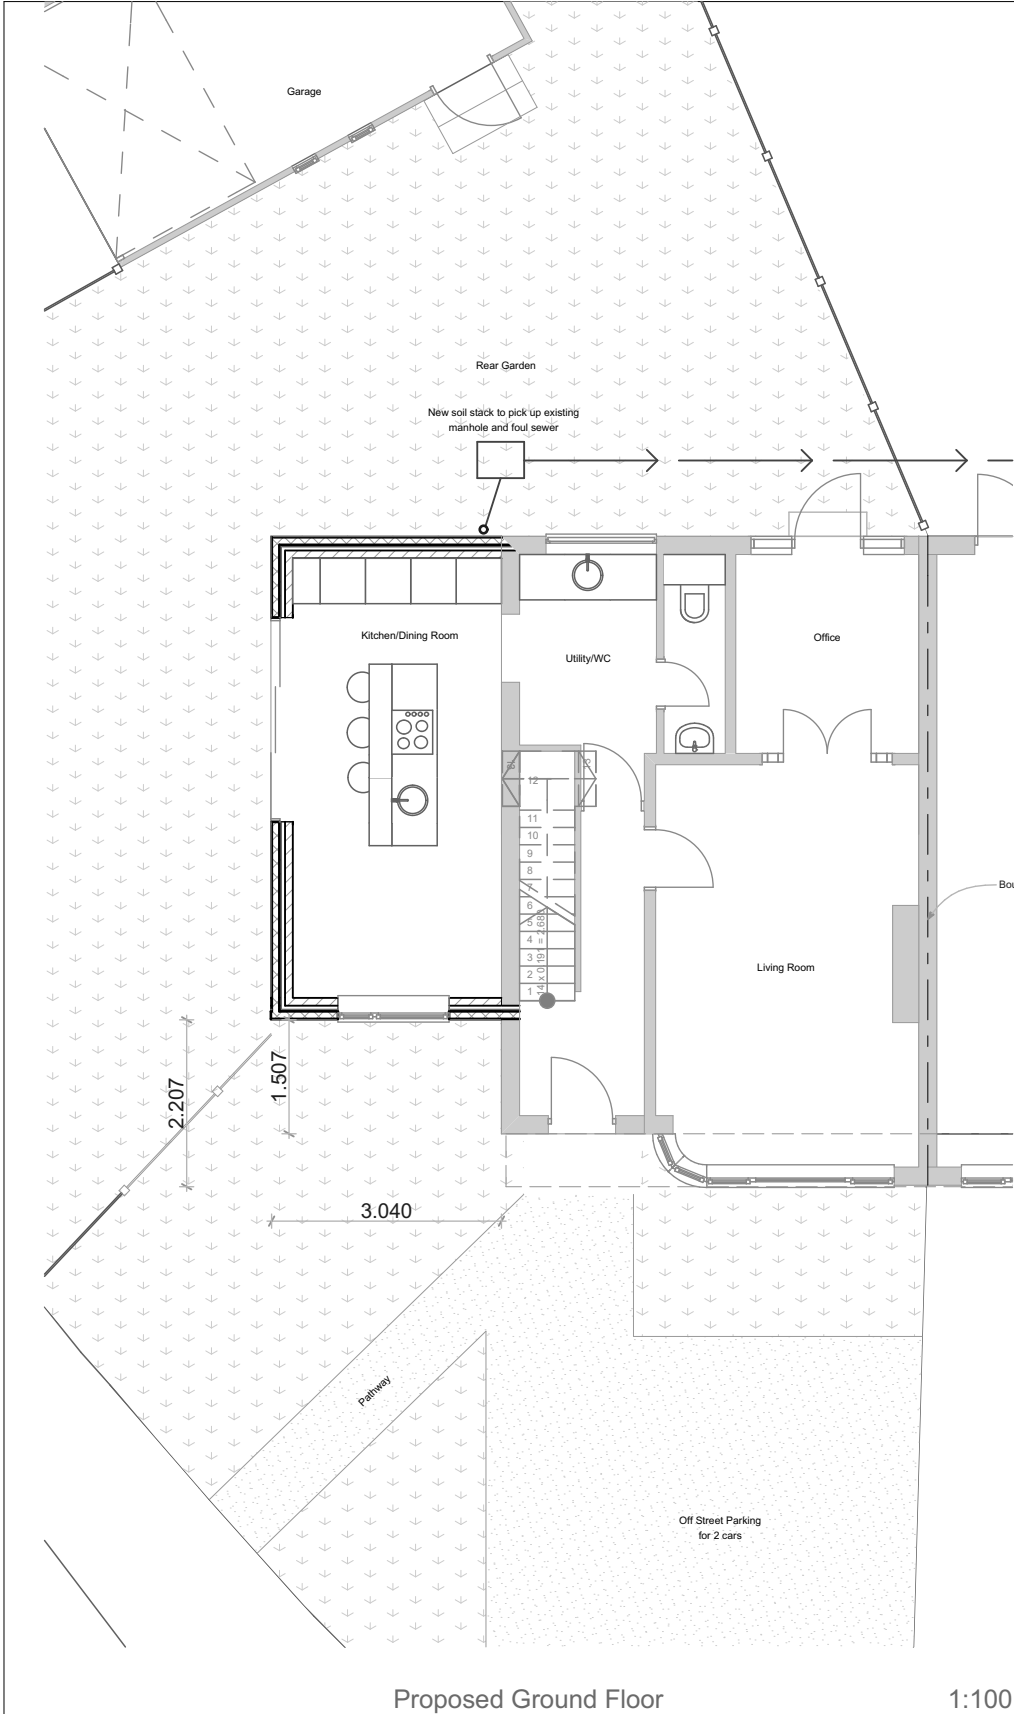 Garage
Rear Garden
New soil stack to pick up existing
manhole and foul sewer
Kitchen/Dining Room
Utility/WC
Office
13
12
11
10
9
8
7
6
5
4
3
2
1
14 x 0.191 = 2.68
Bou
Living Room
1.507
2.207
3.040
Pathway
Off Street Parking
for 2 cars
Proposed Ground Floor
1:100